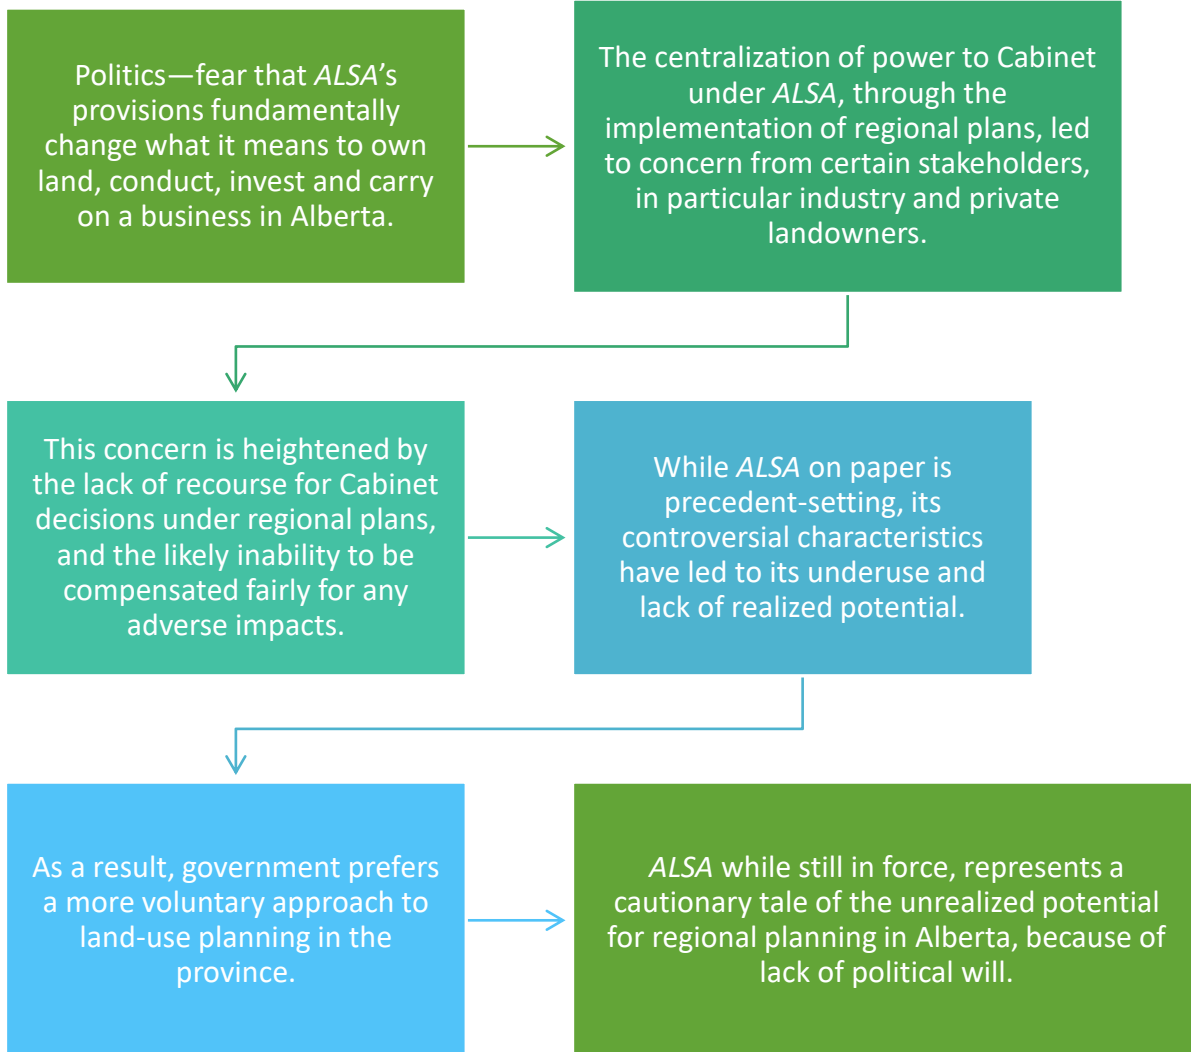 Politics—fear that ALSA’s
provisions fundamentally
change what it means to own
land, conduct, invest and carry
on a business in Alberta.
The centralization of power to Cabinet
under ALSA, through the
implementation of regional plans, led
to concern from certain stakeholders,
in particular industry and private
landowners.
This concern is heightened by
the lack of recourse for Cabinet
decisions under regional plans,
and the likely inability to be
compensated fairly for any
adverse impacts.
While ALSA on paper is
precedent-setting, its
controversial characteristics
have led to its underuse and
lack of realized potential.
As a result, government prefers
a more voluntary approach to
land-use planning in the
province.
ALSA while still in force, represents a
cautionary tale of the unrealized potential
for regional planning in Alberta, because of
lack of political will.